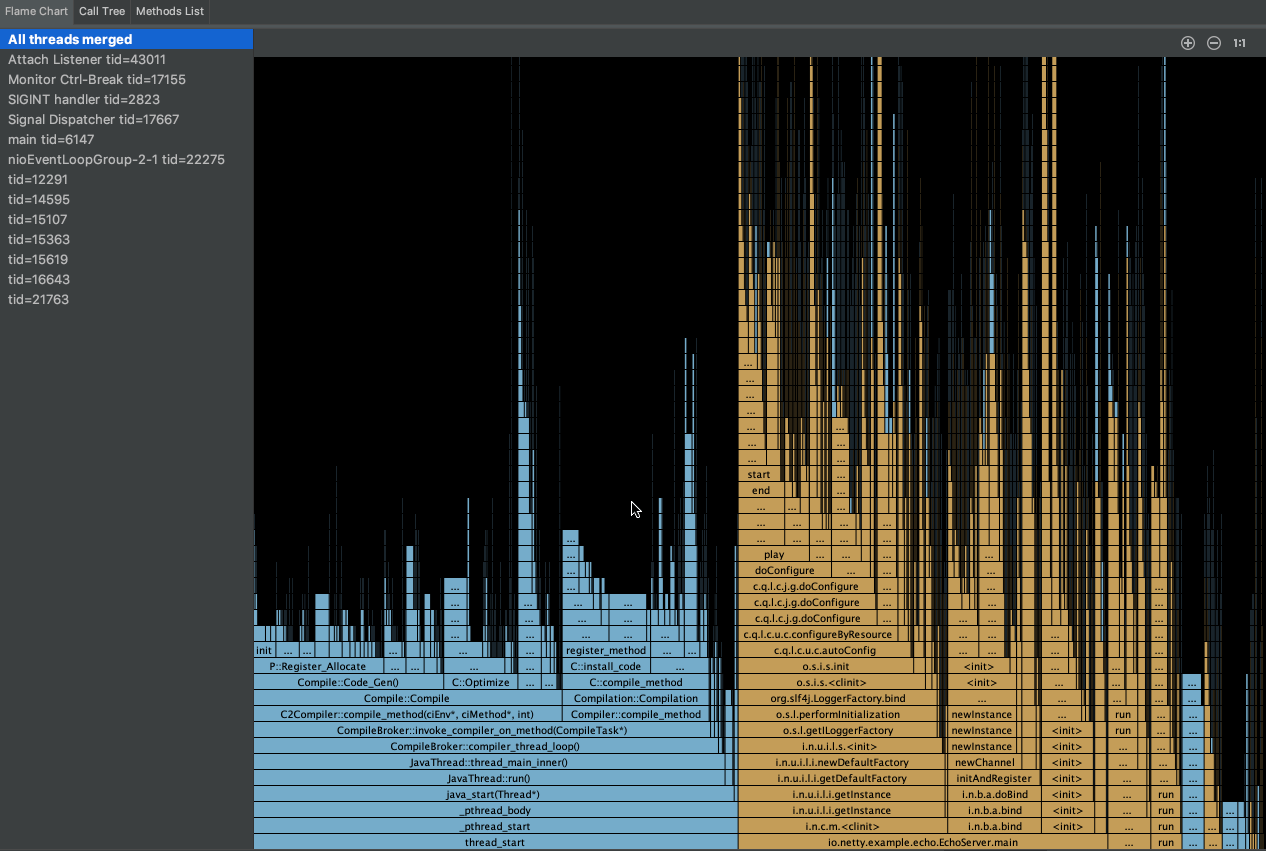 Flame Chart Call Tree Methods List
All threads merged
Attach Listener tid=43011
Monitor Ctrl-Break tid=17155
SIGINT handler tid=2823
Signal Dispatcher tid=17667
main tid=6147
nioEventLoopGroup-2-1 tid=22275
tid=12291
tid=14595
tid=15107
tid=15363
tid=15619
tid=16643
tid=21763
1:1
...
...
...
...
...
...
...
start ...
end ...
... ...
... ... ... ...
... ... ... ... ... ...
... play ... ... ...
... doConfigure ... ...
... ... c.q.l.c.j.g.doConfigure ... ...
... ... ... ... c.q.l.c.j.g.doConfigure ... ... ...
... ... ... ... ... c.q.l.c.j.g.doConfigure ... ... ...
... ... ... ... c.q.l.c.u.c.configureByResource ... ... ... ...
init ... ... ... ... ... register_method ... ... c.q.l.c.u.c.autoConfig ... ... ... ...
P::Register_Allocate ... ... ... ... C::install_code ... o.s.i.s.init <init> ... ...
Compile::Code_Gen() C::Optimize ... ... C::compile_method o.s.i.s.<clinit> <init> ... ... ... ...
Compile::Compile Compilation::Compilation org.slf4j.LoggerFactory.bind ... ... ... ... ...
C2Compiler::compile_method(ciEnv*, ciMethod*, int) Compiler::compile_method o.s.l.performInitialization newInstance ... run ... ...
CompileBroker::invoke_compiler_on_method(CompileTask*) o.s.l.getILoggerFactory newInstance <init> run ... ...
CompileBroker::compiler_thread_loop() i.n.u.i.l.s.<init> newInstance <init> ... ... ...
JavaThread::thread_main_inner() i.n.u.i.l.i.newDefaultFactory newChannel <init> ... ... ...
JavaThread::run() i.n.u.i.l.i.getDefaultFactory initAndRegister <init> ... ... ...
java_start(Thread*) i.n.u.i.l.i.getInstance i.n.b.a.doBind <init> ... run ...
_pthread_body i.n.u.i.l.i.getInstance i.n.b.a.bind <init> ... run ... ...
_pthread_start i.n.c.m.<clinit> i.n.b.a.bind <init> ... run ... ... ...
thread_start io.netty.example.echo.EchoServer.main ... run ... ... ...